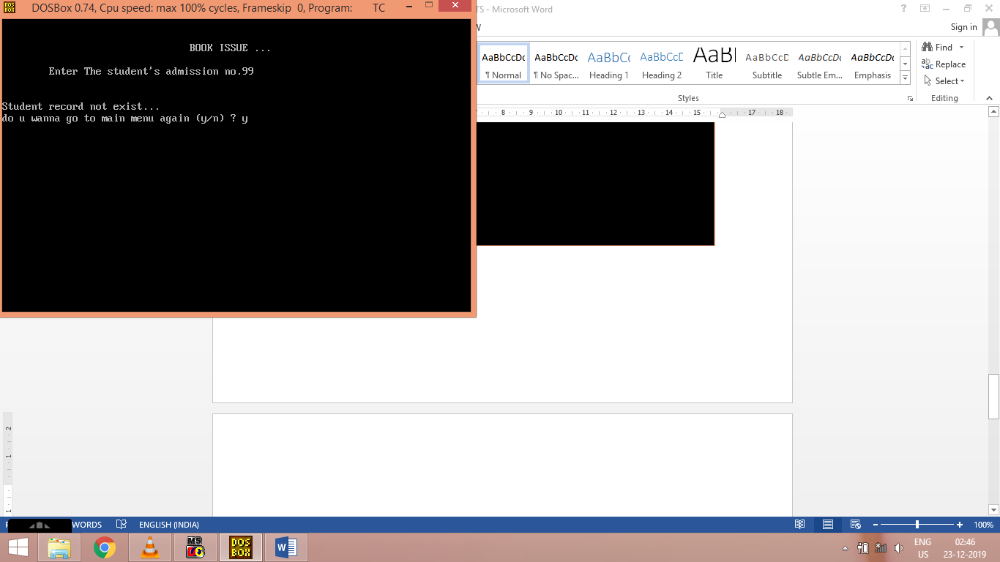 DOSBox 0.74, Cpu speed: max 100% cycles, Frameskip 0, Program: TC
BOOK ISSUE ...
Enter The student's admission no.99
Student record not exist...
do u wanna go to main menu again (y/n) ? y
TS - Microsoft Word
Sign in
AaBbCcDc AaBbCcDc AaBbCc AaBbCcD AaBl AaBbCcD AaBbCcDc AaBbCcDc
¶ Normal ¶ No Spac... Heading 1 Heading 2 Title Subtitle Subtle Em... Emphasis
Styles
Find
Replace
Select
Editing
8 9 10 11 12 13 14 15 17 18
2
1
1
WORDS ENGLISH (INDIA)
100%
DOS BOX
MS
W
ENG
US
02:46
23-12-2019